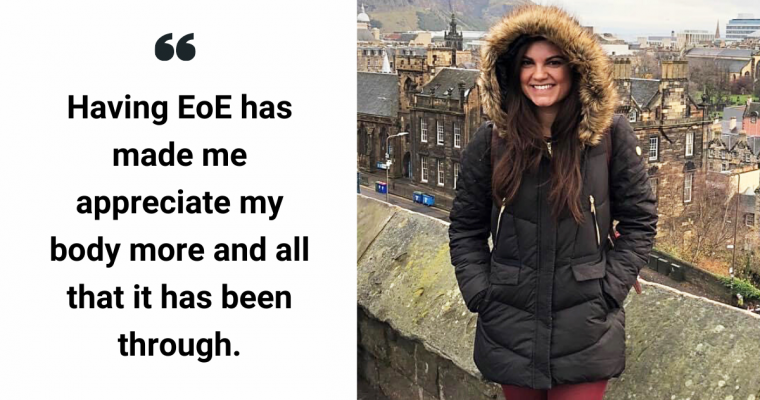 “
Having EoE has
made me
appreciate my
body more and all
that it has been
through.